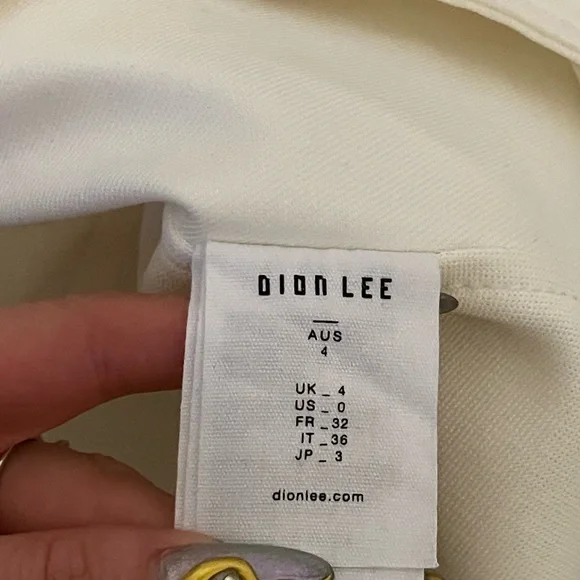 DION LEE
AUS
4
UK _ 4
US _ 0
FR _ 32
IT _ 36
JP _ 3
dionlee.com